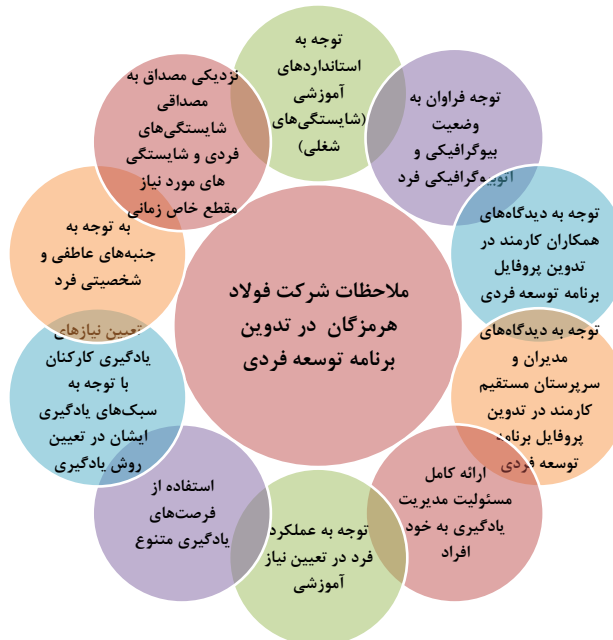 توجه به
استانداردهای
آموزشی
(شایستگی‌های
شغلی)
توجه فراوان به
وضعیت
بیوگرافیکی و
اتوبیوگرافیکی فرد
توجه به دیدگاه‌های
همکاران کارمند در
تدوین پروفایل
برنامه توسعه فردی
توجه به دیدگاه‌های
مدیران و
سرپرستان مستقیم
کارمند در تدوین
پروفایل برنامه
توسعه فردی
ارائه کامل
مسئولیت مدیریت
یادگیری به خود
افراد
توجه به عملکرد
فرد در تعیین نیاز
آموزشی
استفاده از
فرصت‌های
یادگیری متنوع
تعیین نیازهای
یادگیری کارکنان
با توجه به
سبک‌های یادگیری
ایشان در تعیین
روش یادگیری
به توجه به
جنبه‌های عاطفی و
شخصیتی فرد
نزدیکی مصداق به
مصداقی
شایستگی‌های
فردی و شایستگی
های مورد نیاز
مقطع خاص زمانی
ملاحظات شرکت فولاد
هرمزگان در تدوین
برنامه توسعه فردی